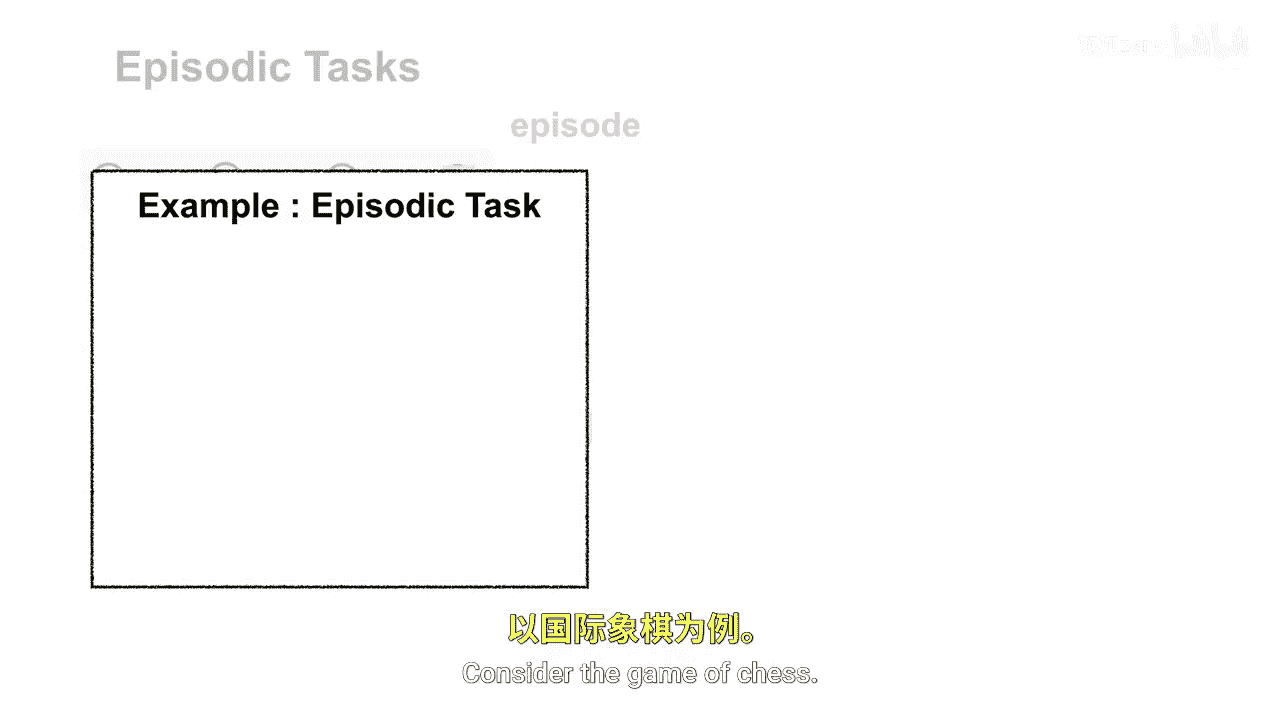 Episodic Tasks
episode
Example : Episodic Task
以国际象棋为例。
Consider the game of chess.